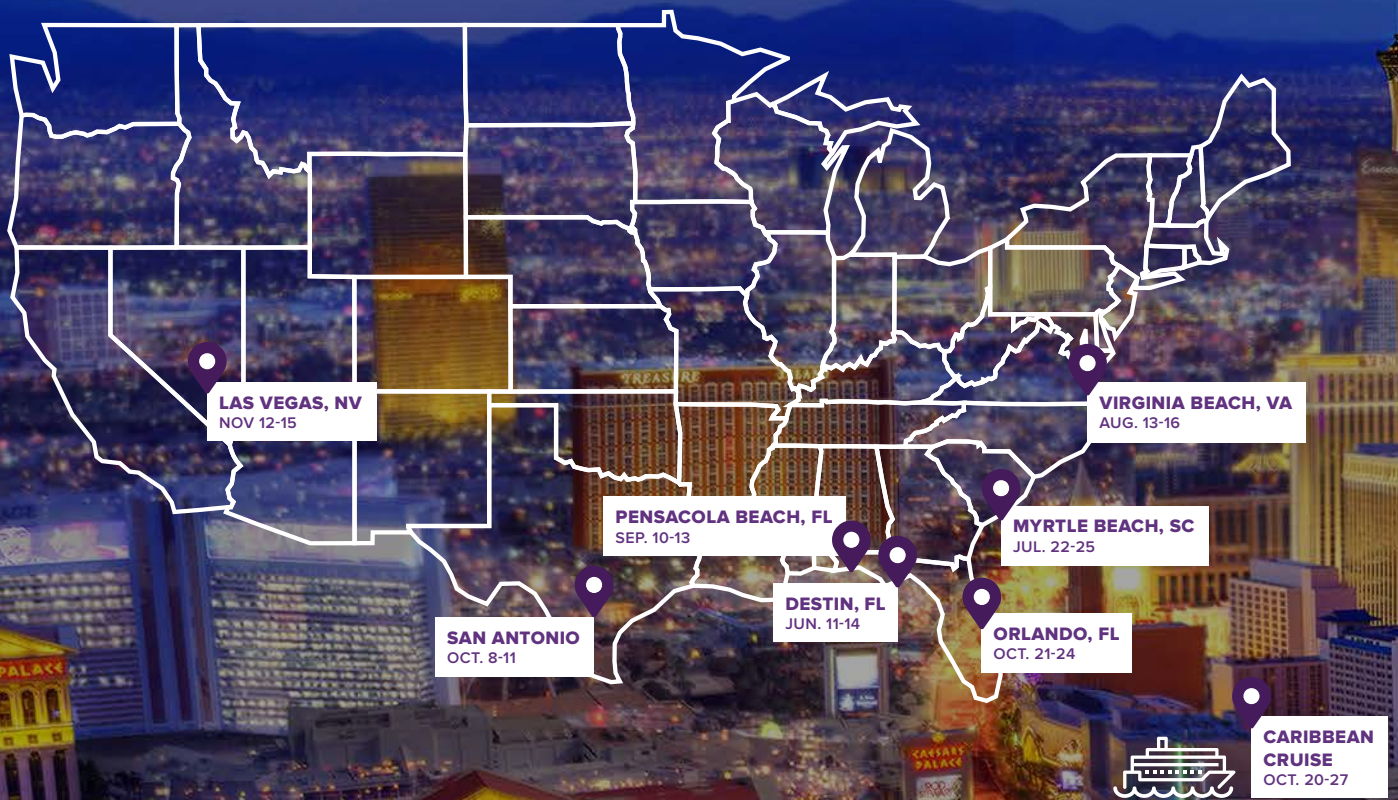 TREASURE ISLAND
LAS VEGAS, NV
NOV 12-15
VIRGINIA BEACH, VA
AUG. 13-16
PENSACOLA BEACH, FL
SEP. 10-13
MYRTLE BEACH, SC
JUL. 22-25
DESTIN, FL
JUN. 11-14
SAN ANTONIO
OCT. 8-11
ORLANDO, FL
OCT. 21-24
PALACE
CAESARS
PALACE
CARIBBEAN
CRUISE
OCT. 20-27